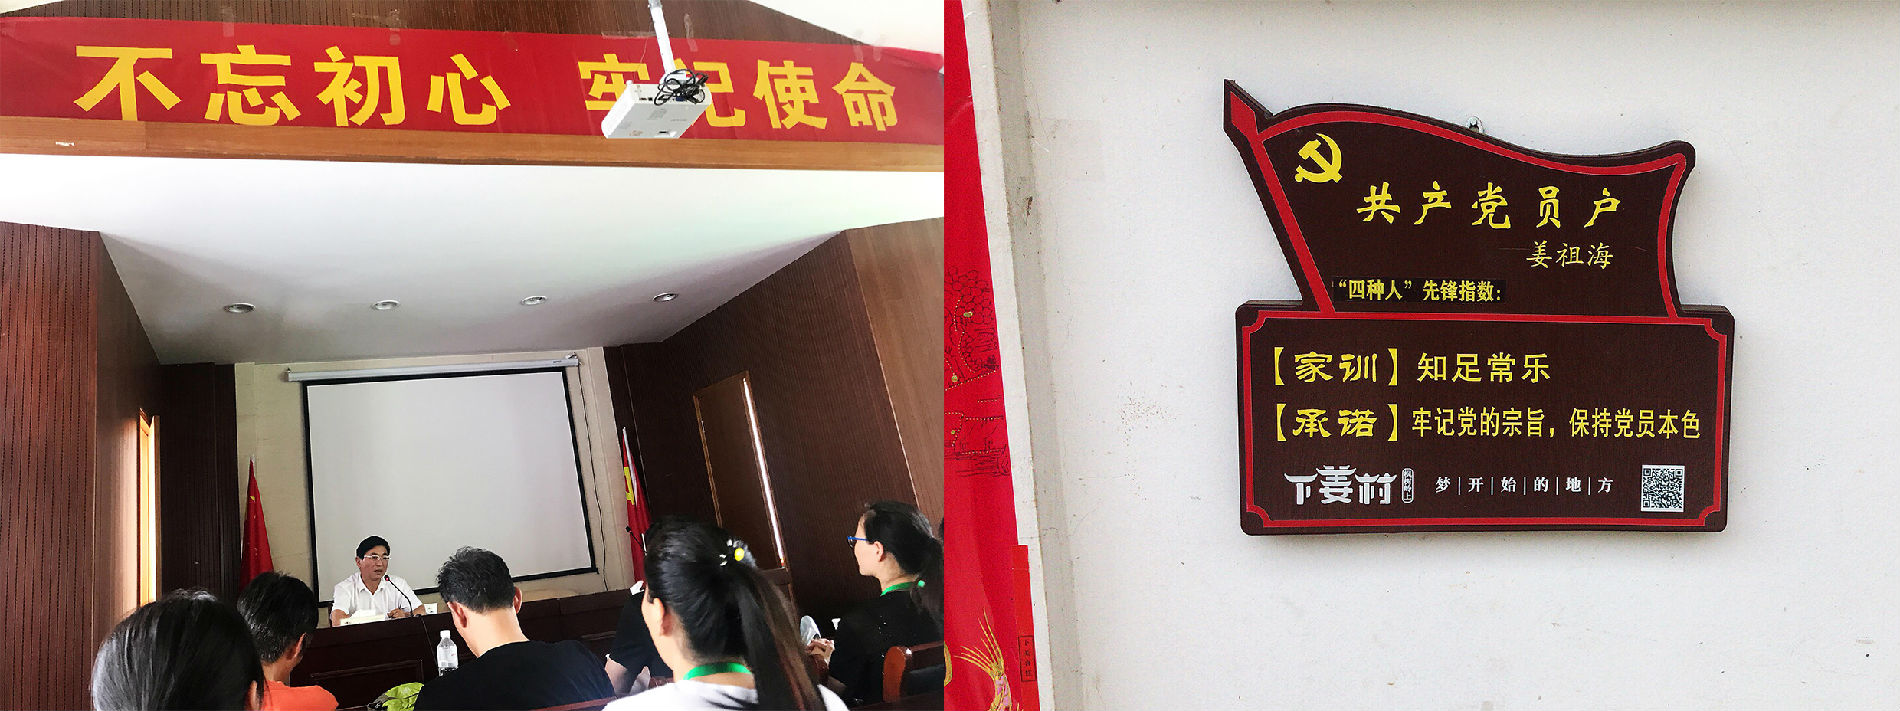 不忘初心 牢记使命
共产党员户
姜祖海
“四种人”先锋指数:
【家训】知足常乐
【承诺】牢记党的宗旨，保持党员本色
下姜村
梦|开|始|的|地|方